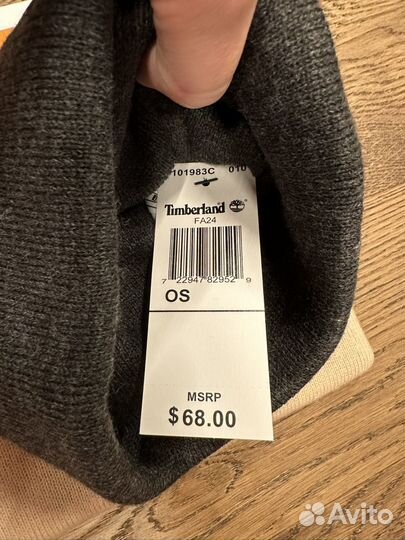 101983C 010
Timberland
FA24
7 22947 82952 9
OS
MSRP
$68.00
Avito